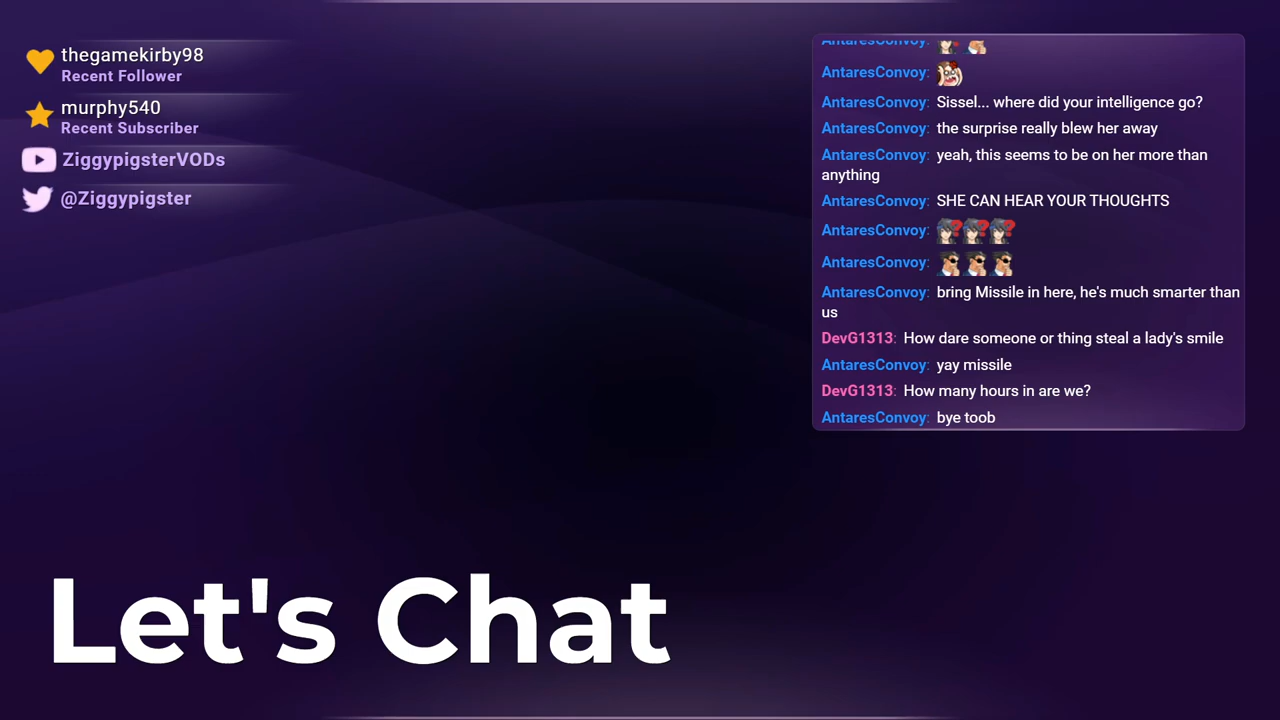 thegamekirby98
Recent Follower
murphy540
Recent Subscriber
ZiggypigsterVODs
@Ziggypigster
AntaresConvoy:
AntaresConvoy:
AntaresConvoy: Sissel... where did your intelligence go?
AntaresConvoy: the surprise really blew her away
AntaresConvoy: yeah, this seems to be on her more than
anything
AntaresConvoy: SHE CAN HEAR YOUR THOUGHTS
AntaresConvoy:
AntaresConvoy:
AntaresConvoy: bring Missile in here, he's much smarter than
us
DevG1313: How dare someone or thing steal a lady's smile
AntaresConvoy: yay missile
DevG1313: How many hours in are we?
AntaresConvoy: bye toob
Let's Chat